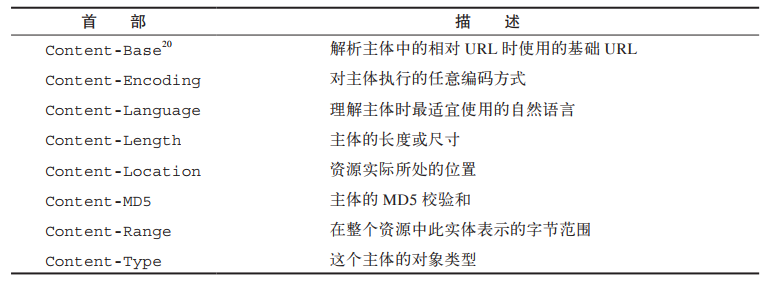 首 部 描 述
Content-Base20 解析主体中的相对 URL 时使用的基础 URL
Content-Encoding 对主体执行的任意编码方式
Content-Language 理解主体时最适宜使用的自然语言
Content-Length 主体的长度或尺寸
Content-Location 资源实际所处的位置
Content-MD5 主体的 MD5 校验和
Content-Range 在整个资源中此实体表示的字节范围
Content-Type 这个主体的对象类型